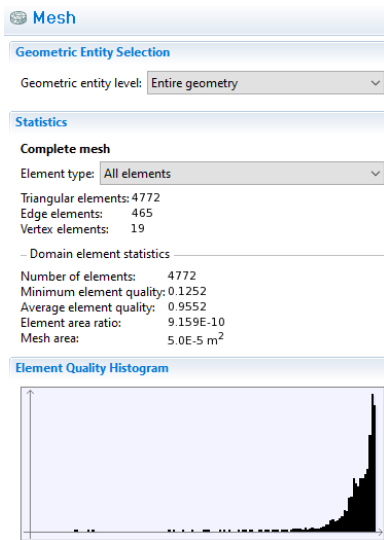 Mesh
Geometric Entity Selection
Geometric entity level: Entire geometry
Statistics
Complete mesh
Element type: All elements
Triangular elements: 4772
Edge elements: 465
Vertex elements: 19
Domain element statistics
Number of elements: 4772
Minimum element quality: 0.1252
Average element quality: 0.9552
Element area ratio: 9.159E-10
Mesh area: 5.0E-5 m²
Element Quality Histogram